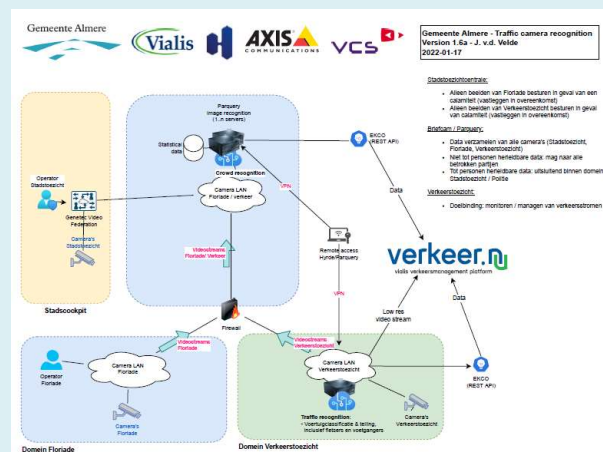 Gemeente Almere
Vialis
AXIS
COMMUNICATIONS
VCS
Gemeente Almere - Traffic camera recognition
Version 1.6a - J. v.d. Velde
2022-01-17
Stadstoezichtcentrale:
Alleen beelden van Floriade besturen in geval van een
calamiteit (vastleggen in overeenkomst)
Alleen beelden van Verkeerstoezicht besturen in geval
van calamiteit (vastleggen in overeenkomst)
Briefcam / Parquery:
Data verzamelen van alle camera's (Stadstoezicht,
Floriade, Verkeerstoezicht)
Niet tot personen herleidbare data: mag naar alle
betrokken partijen
Tot personen herleidbare data: uitsluitend binnen domein
Stadstoezicht / Politie
Verkeerstoezicht:
Doelbinding: monitoren / managen van verkeersstromen
Parquery
Image recognition
(1..n servers)
Statistical
data
Crowd recognition
Camera LAN
Floriade / verkeer
EKCO
(REST API)
Data
VPN
Operator
Stadstoezicht
Genetec Video
Federation
Camera's
Stadstoezicht
Stadscockpit
Videostreams
Floriade/ Verkeer
Remote access
Hyrde/Parquery
verkeer.nu
vialis verkeersmanagement platform
VPN
Low res
video stream
Data
Firewall
Videostreams
Floriade
Videostreams
Verkeerstoezicht
Operator
Floriade
Camera LAN
Floriade
Camera's
Floriade
Domein Floriade
Camera LAN
Verkeerstoezicht
EKCO
(REST API)
Traffic recognition:
Voertuigclassificatie & telling,
inclusief fietsers en voetgangers
Camera's
Verkeerstoezicht
Domein Verkeerstoezicht